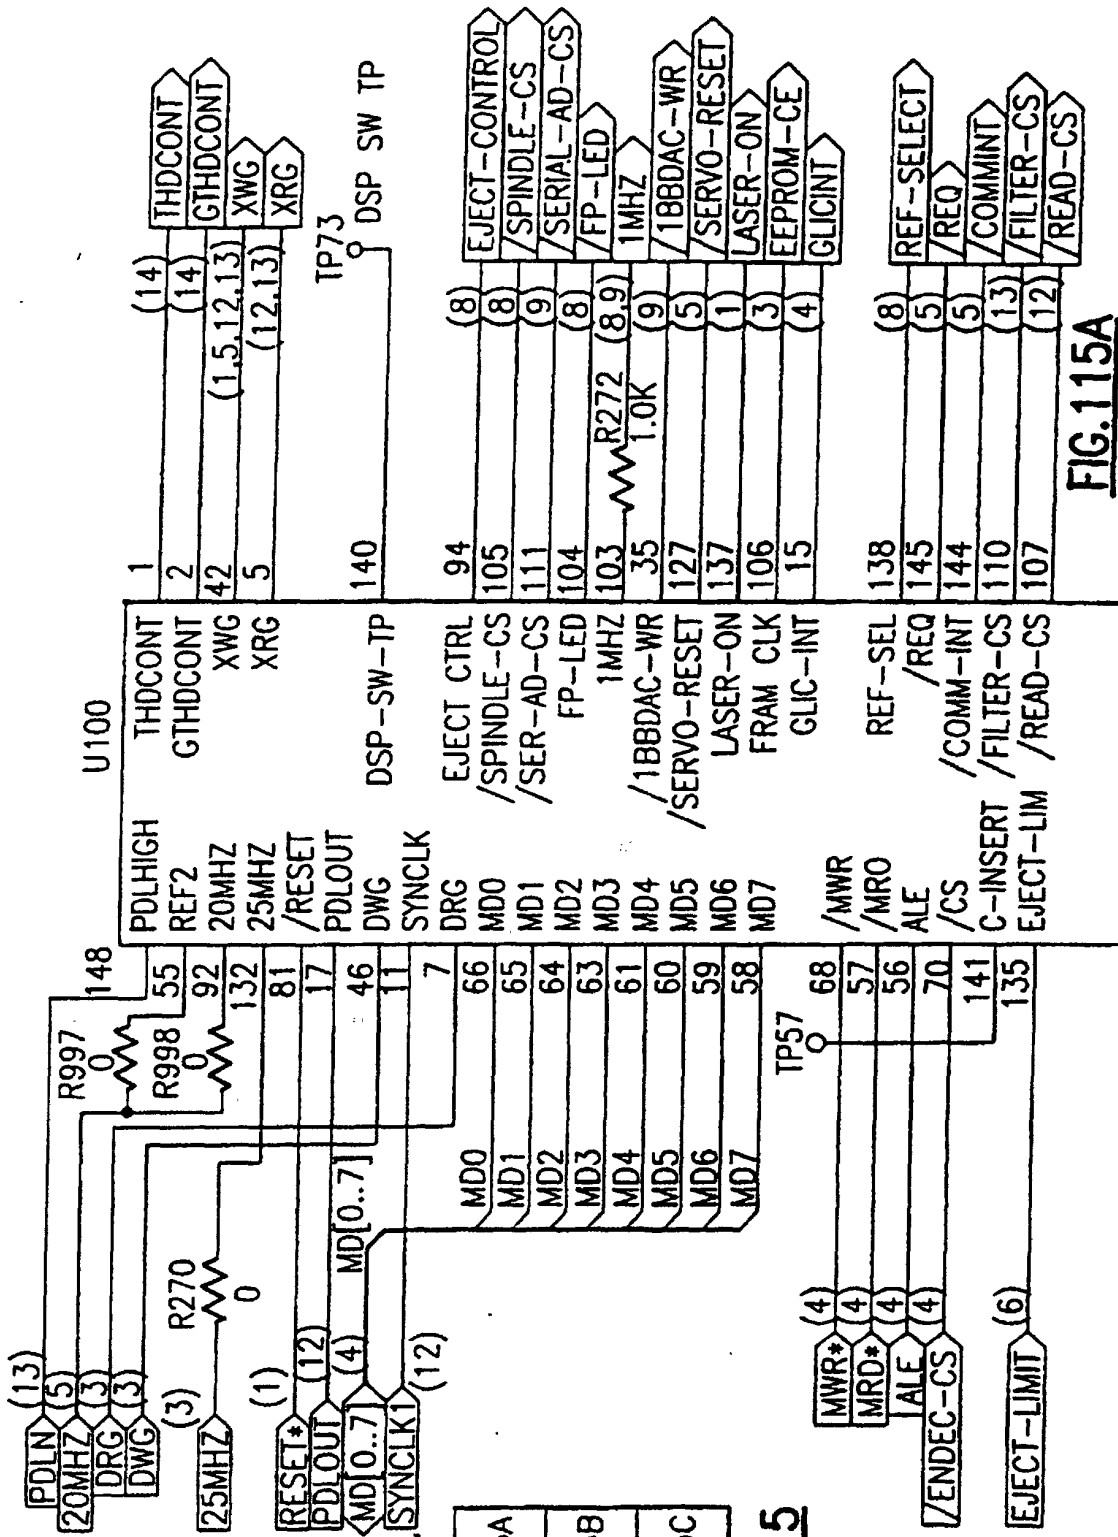 U100
PDLN (13) 148 PDLHIGH
20MHZ (5) R997 0 55 REF2
R998 0 92 20MHZ
25MHZ (3) R270 0 132 25MHZ
RESET* (1) 81 /RESET
PDLOUT (12) 17 PDLOUT
DWG (3) 46 DWG
SYNCLK1 (12) 11 SYNCLK
DRG (3) 7 DRG
MD[0..7] (4) MD[0..7]
MD0 66 MD0
MD1 65 MD1
MD2 64 MD2
MD3 63 MD3
MD4 61 MD4
MD5 60 MD5
MD6 59 MD6
MD7 58 MD7
MWR* (4) 68 /MWR
MRD* (4) 57 /MRO
ALE (4) 56 ALE
/ENDEC-CS (4) 70 /CS
TP57 141 C-INSERT
EJECT-LIMIT (6) 135 EJECT-LIM
THDCONT 1 (14) THDCONT
GTHDCONT 2 (14) GTHDCONT
XWG 42 (1,5,12,13) XWG
XRG 5 (12,13) XRG
DSP-SW-TP 140 TP73 DSP SW TP
EJECT CTRL 94 (8) EJECT-CONTROL
/SPINDLE-CS 105 (8) /SPINDLE-CS
/SER-AD-CS 111 (9) /SERIAL-AD-CS
FP-LED 104 (8) /FP-LED
1MHZ 103 R272 1.0K (8,9) 1MHZ
/1BBDAC-WR 35 (9) /1BBDAC-WR
/SERVO-RESET 127 (5) /SERVO-RESET
LASER-ON 137 (1) LASER-ON
FRAM CLK 106 (3) EEPROM-CE
GLIC-INT 15 (4) GLICINT
REF-SEL 138 (8) REF-SELECT
/REQ 145 (5) /REQ
/COMM-INT 144 (5) /COMMINT
/FILTER-CS 110 (13) /FILTER-CS
/READ-CS 107 (12) /READ-CS
FIG.115A
5